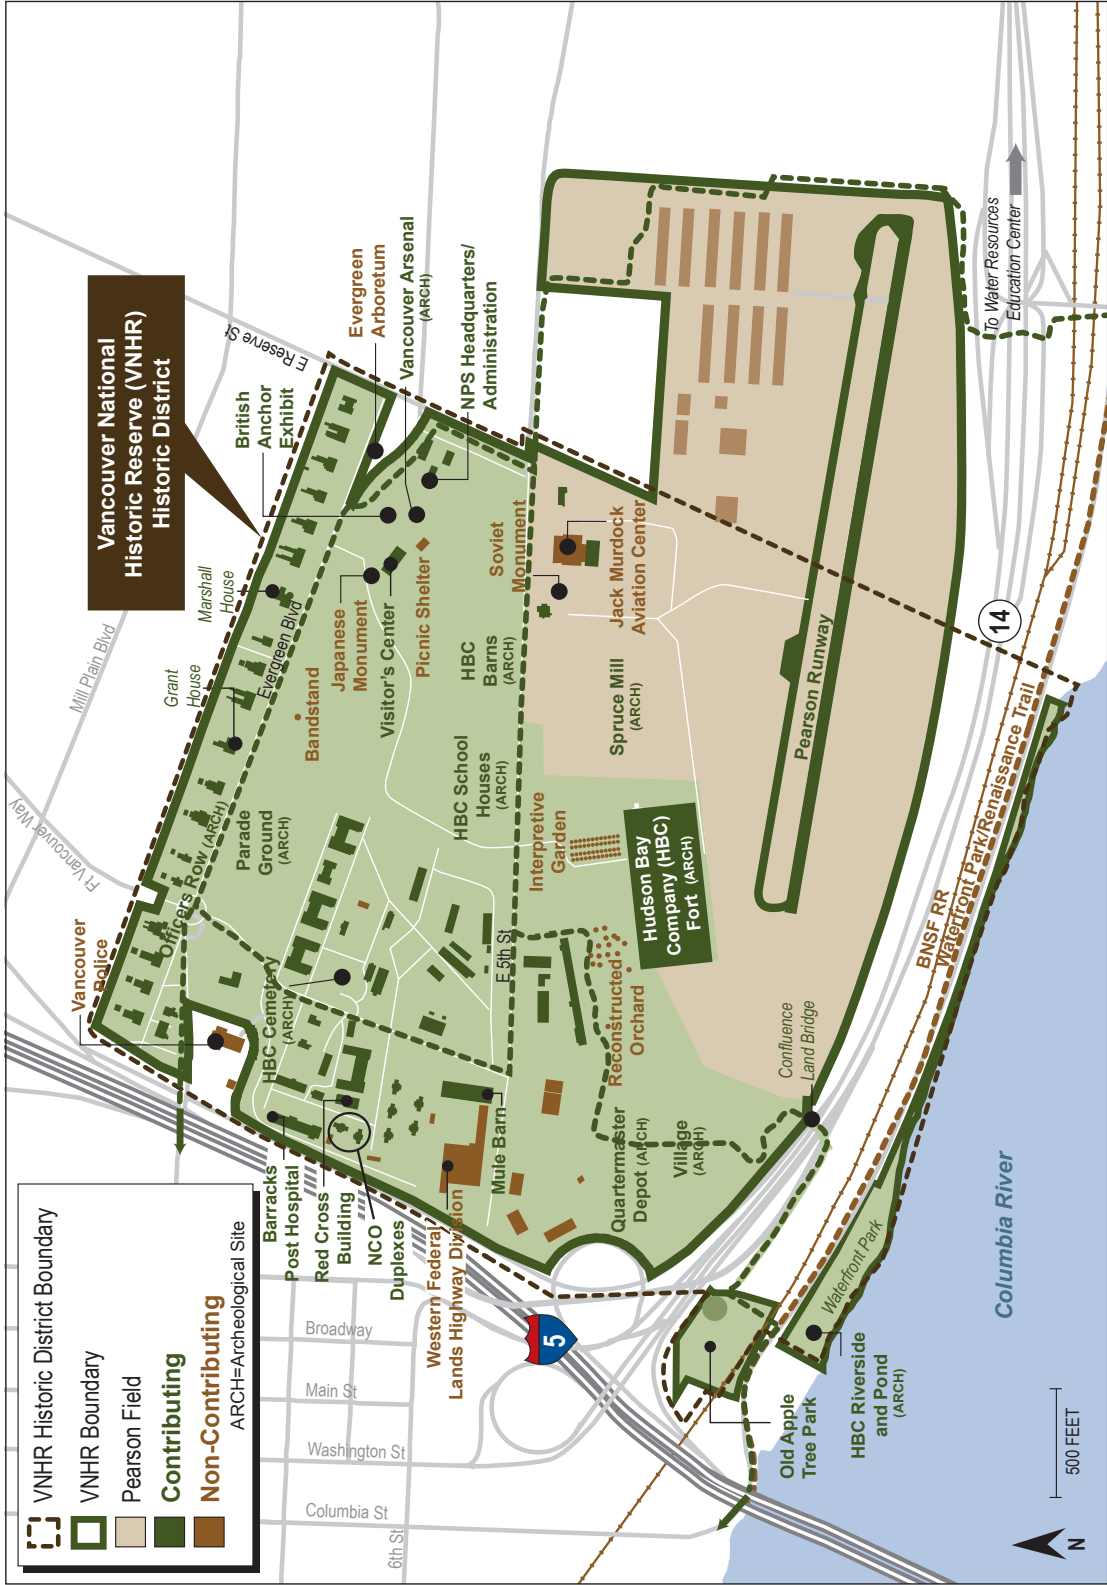 Vancouver National
Historic Reserve (VNHR)
Historic District
VNHR Historic District Boundary
VNHR Boundary
Pearson Field
Contributing
Non-Contributing
ARCH=Archeological Site
Mill Plain Blvd
Ft Vancouver Way
E Reserve St
Evergreen Blvd
E 5th St
Broadway
Main St
Washington St
Columbia St
6th St
5
14
Vancouver
Police
Officers Row (ARCH)
Grant
House
Marshall
House
British
Anchor
Exhibit
Evergreen
Arboretum
Vancouver Arsenal
(ARCH)
NPS Headquarters/
Administration
Parade
Ground
(ARCH)
Bandstand
Japanese
Monument
Visitor's Center
Picnic Shelter
HBC Cemetery
(ARCH)
HBC School
Houses
(ARCH)
HBC
Barns
(ARCH)
Soviet
Monument
Jack Murdock
Aviation Center
Spruce Mill
(ARCH)
Interpretive
Garden
Hudson Bay
Company (HBC)
Fort (ARCH)
Reconstructed
Orchard
Barracks
Post Hospital
Red Cross
Building
NCO
Duplexes
Western Federal
Lands Highway Division
Mule Barn
Quartermaster
Depot (ARCH)
Village
(ARCH)
Confluence
Land Bridge
Pearson Runway
BNSF RR
Waterfront Park/Renaissance Trail
Waterfront Park
To Water Resources
Education Center
Old Apple
Tree Park
HBC Riverside
and Pond
(ARCH)
Columbia River
500 FEET
N